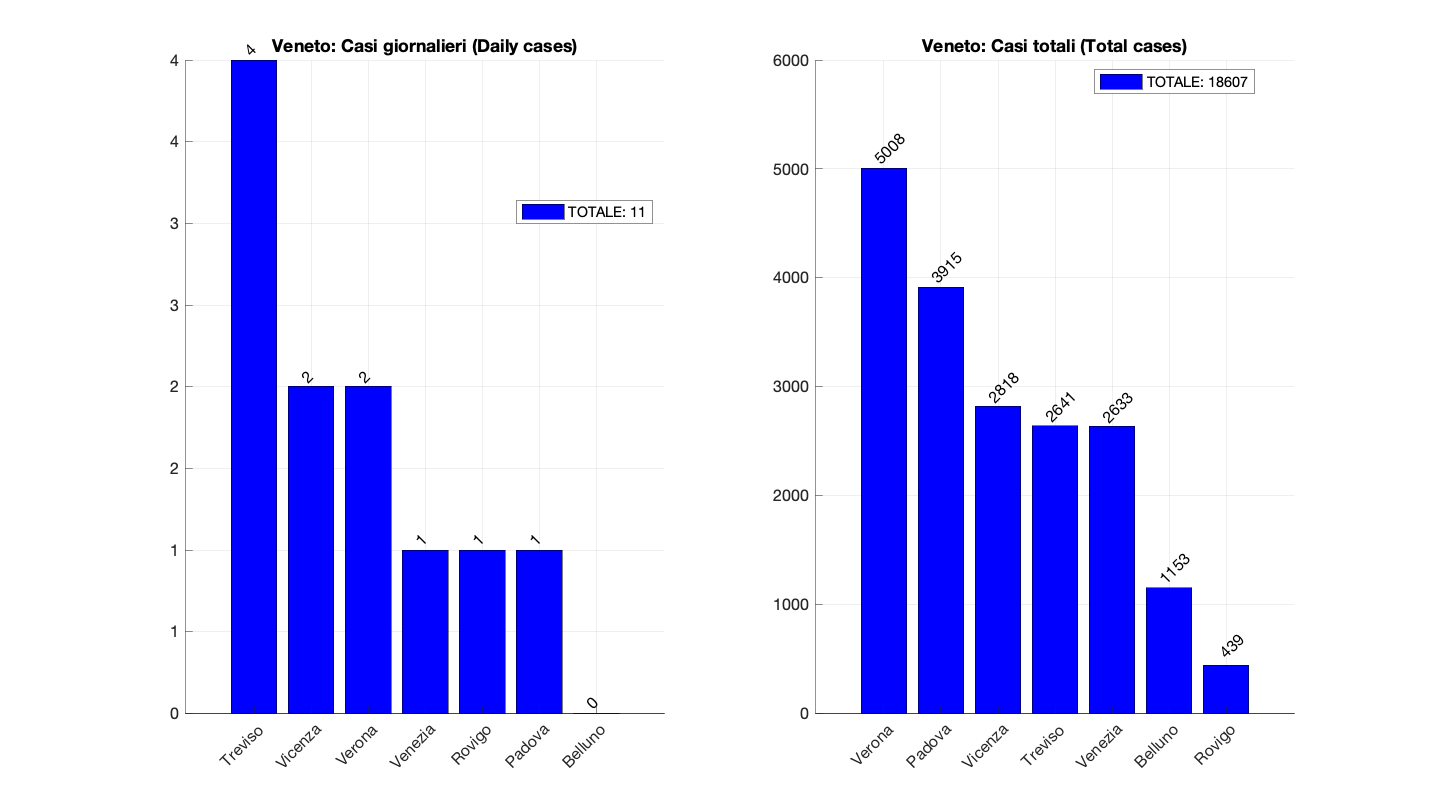 Veneto: Casi giornalieri (Daily cases)
4
4
4
3
3
2
2
1
1
0
TOTALE: 11
2
2
1
1
1
0
Treviso
Vicenza
Verona
Venezia
Rovigo
Padova
Belluno
Veneto: Casi totali (Total cases)
6000
5000
4000
3000
2000
1000
0
TOTALE: 18607
5008
3915
2818
2641
2633
1153
439
Verona
Padova
Vicenza
Treviso
Venezia
Belluno
Rovigo